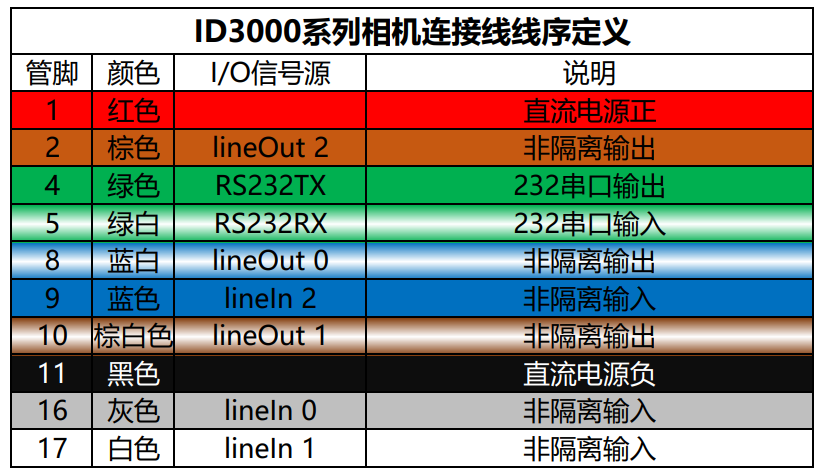 ID3000系列相机连接线线序定义
管脚 颜色 I/O信号源 说明
1 红色 直流电源正
2 棕色 lineOut 2 非隔离输出
4 绿色 RS232TX 232串口输出
5 绿白 RS232RX 232串口输入
8 蓝白 lineOut 0 非隔离输出
9 蓝色 lineIn 2 非隔离输入
10 棕白色 lineOut 1 非隔离输出
11 黑色 直流电源负
16 灰色 lineIn 0 非隔离输入
17 白色 lineIn 1 非隔离输入